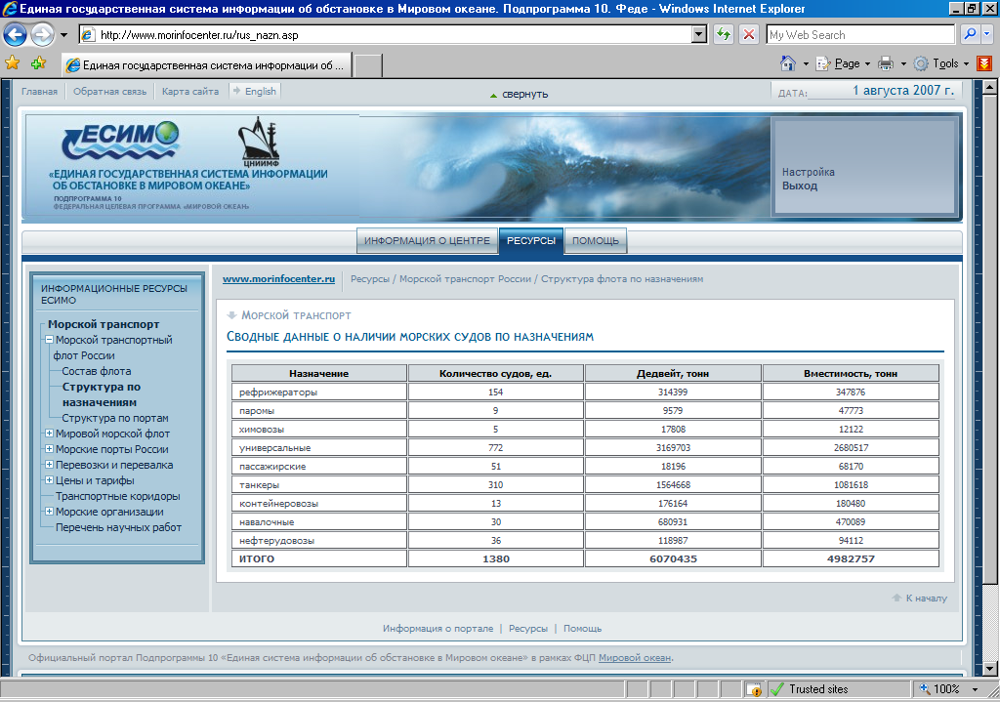 Единая государственная система информации об обстановке в Мировом океане. Подпрограмма 10. Феде - Windows Internet Explorer
http://www.morinfocenter.ru/rus_nazn.asp
My Web Search
Единая государственная система информации об ...
Page
Tools
Главная
Обратная связь
Карта сайта
English
свернуть
ДАТА: 1 августа 2007 г.
ЕСИМО
ЦНИИМФ
«ЕДИНАЯ ГОСУДАРСТВЕННАЯ СИСТЕМА ИНФОРМАЦИИ
ОБ ОБСТАНОВКЕ В МИРОВОМ ОКЕАНЕ»
ПОДПРОГРАММА 10
ФЕДЕРАЛЬНАЯ ЦЕЛЕВАЯ ПРОГРАММА «МИРОВОЙ ОКЕАН»
Настройка
Выход
ИНФОРМАЦИЯ О ЦЕНТРЕ
РЕСУРСЫ
ПОМОЩЬ
ИНФОРМАЦИОННЫЕ РЕСУРСЫ
ЕСИМО
Морской транспорт
Морской транспортный
флот России
Состав флота
Структура по
назначениям
Структура по портам
Мировой морской флот
Морские порты России
Перевозки и перевалка
Цены и тарифы
Транспортные коридоры
Морские организации
Перечень научных работ
www.morinfocenter.ru
Ресурсы / Морской транспорт России / Структура флота по назначениям
Морской транспорт
Сводные данные о наличии морских судов по назначениям
Назначение Количество судов, ед. Дедвейт, тонн Вместимость, тонн
рефрижераторы 154 314399 347876
паромы 9 9579 47773
химовозы 5 17808 12122
универсальные 772 3169703 2680517
пассажирские 51 18196 68170
танкеры 310 1564668 1081618
контейнеровозы 13 176164 180480
навалочные 30 680931 470089
нефтерудовозы 36 118987 94112
ИТОГО 1380 6070435 4982757
К началу
Информация о портале | Ресурсы | Помощь
Официальный портал Подпрограммы 10 «Единая система информации об обстановке в Мировом океане» в рамках ФЦП Мировой океан.
Trusted sites
100%